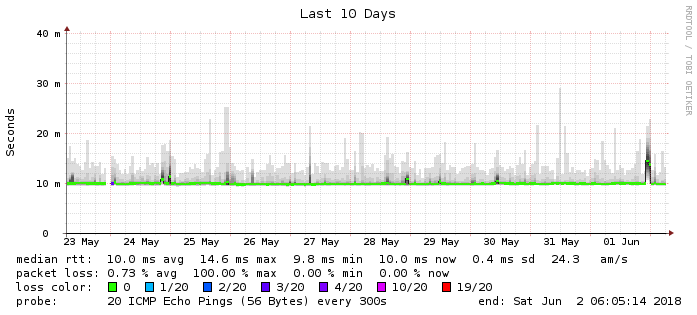 Last 10 Days
RRDTOOL / TOBI OETIKER
Seconds
40 m
30 m
20 m
10 m
0
23 May 24 May 25 May 26 May 27 May 28 May 29 May 30 May 31 May 01 Jun
median rtt: 10.0 ms avg 14.6 ms max 9.8 ms min 10.0 ms now 0.4 ms sd 24.3 am/s
packet loss: 0.73 % avg 100.00 % max 0.00 % min 0.00 % now
loss color: 0 1/20 2/20 3/20 4/20 10/20 19/20
probe: 20 ICMP Echo Pings (56 Bytes) every 300s end: Sat Jun 2 06:05:14 2018